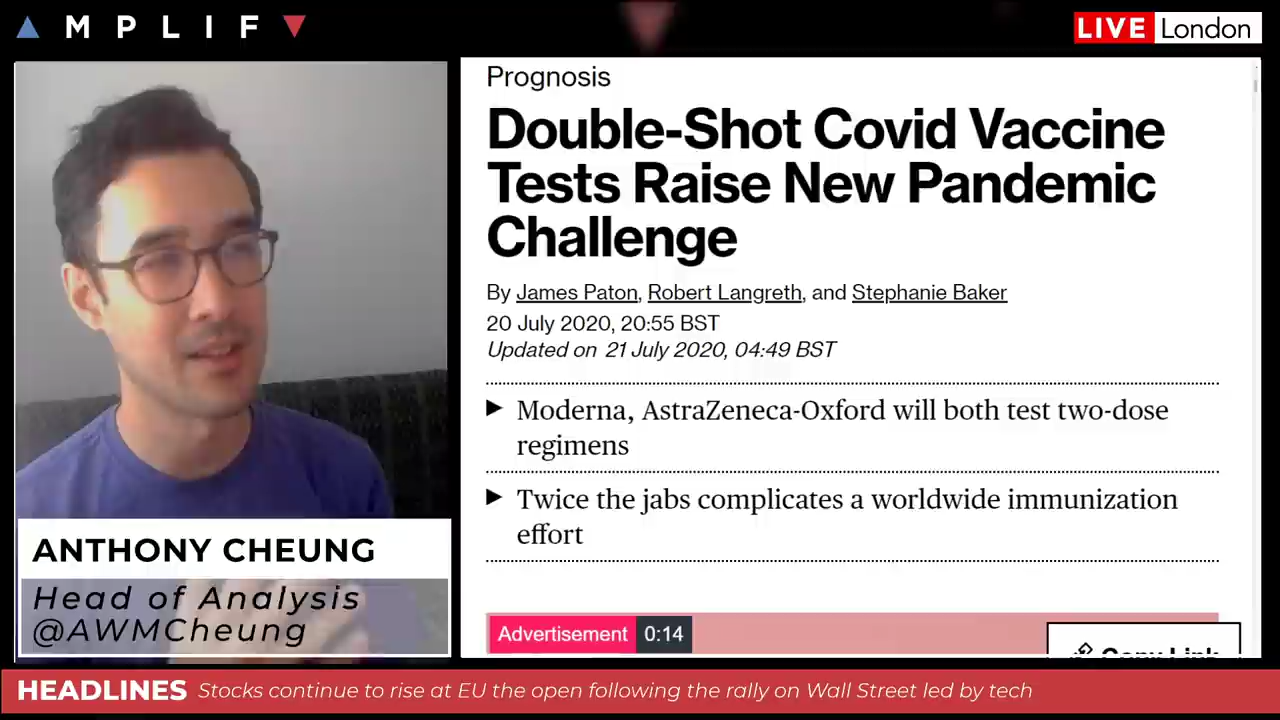 MPLIF
LIVE London
Prognosis
Double-Shot Covid Vaccine
Tests Raise New Pandemic
Challenge
By James Paton, Robert Langreth, and Stephanie Baker
20 July 2020, 20:55 BST
Updated on 21 July 2020, 04:49 BST
Moderna, AstraZeneca-Oxford will both test two-dose
regimens
Twice the jabs complicates a worldwide immunization
effort
Advertisement 0:14
Copy Link
ANTHONY CHEUNG
Head of Analysis
@AWMCheung
HEADLINES Stocks continue to rise at EU the open following the rally on Wall Street led by tech